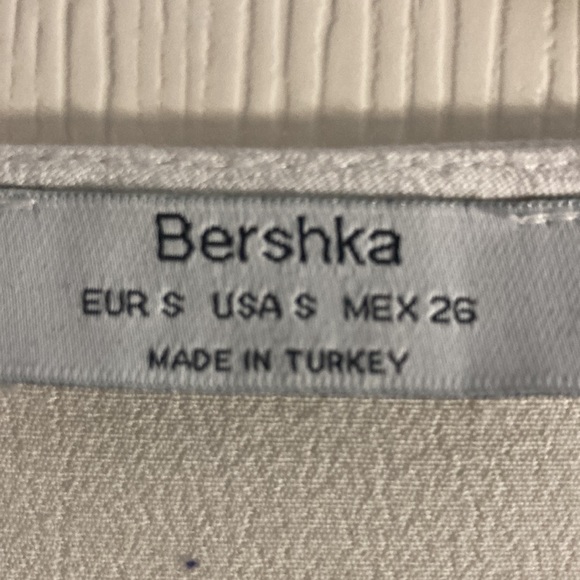 Bershka
EUR S USA S MEX 26
MADE IN TURKEY